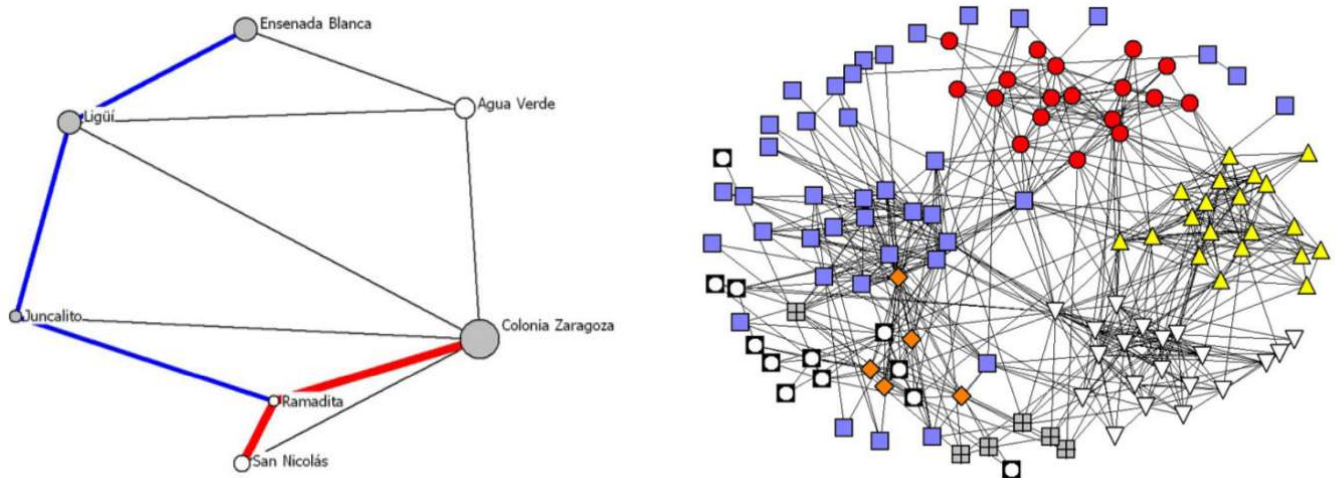 Ensenada Blanca
Agua Verde
Ligüí
Juncalito
Colonia Zaragoza
Ramadita
San Nicolás